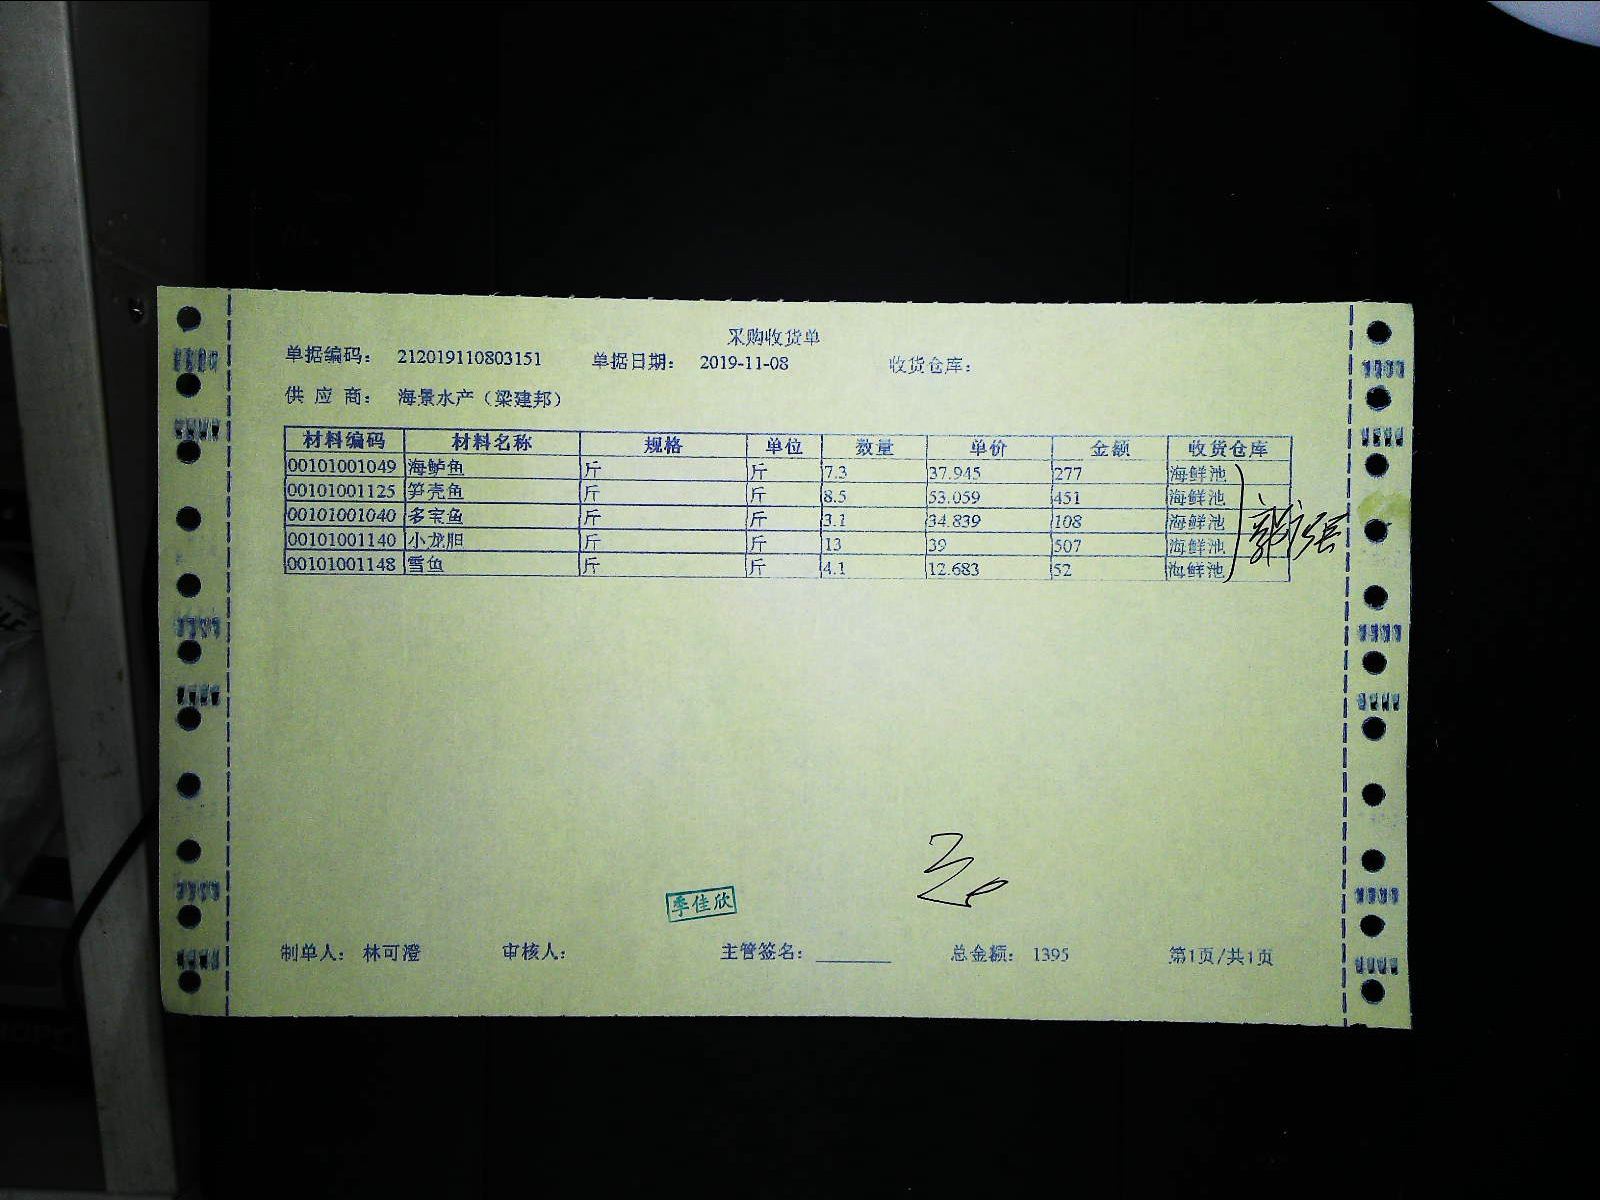 采购收货单
单据编码： 212019110803151 单据日期： 2019-11-08 收货仓库：
供 应 商： 海景水产（梁建邦）
材料编码 材料名称 规格 单位 数量 单价 金额 收货仓库
00101001049 海鲈鱼 斤 斤 7.3 37.945 277 海鲜池
00101001125 笋壳鱼 斤 斤 8.5 53.059 451 海鲜池
00101001040 多宝鱼 斤 斤 3.1 34.839 108 海鲜池
00101001140 小龙胆 斤 斤 13 39 507 海鲜池
00101001148 雪鱼 斤 斤 4.1 12.683 52 海鲜池
季佳欣
制单人： 林可澄 审核人： 主管签名： 总金额： 1395 第1页/共1页